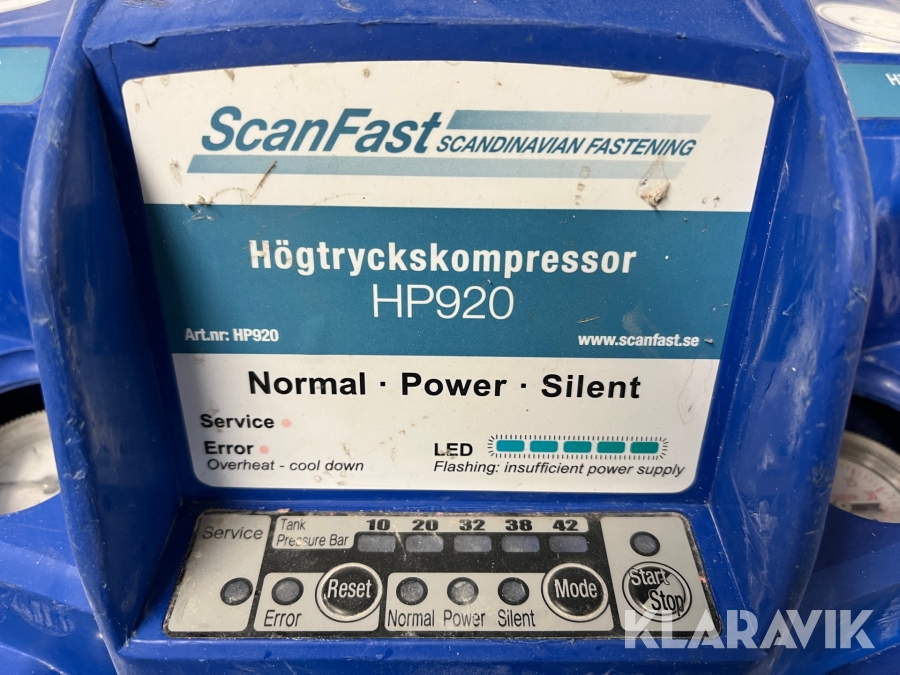 ScanFast SCANDINAVIAN FASTENING
Högtryckskompressor
HP920
Art.nr: HP920
www.scanfast.se
Normal · Power · Silent
Service
Error
Overheat - cool down
LED
Flashing: insufficient power supply
Service
Tank
Pressure Bar
10 20 32 38 42
Error
Reset
Normal Power Silent
Mode
Start
Stop
KLARAVIK